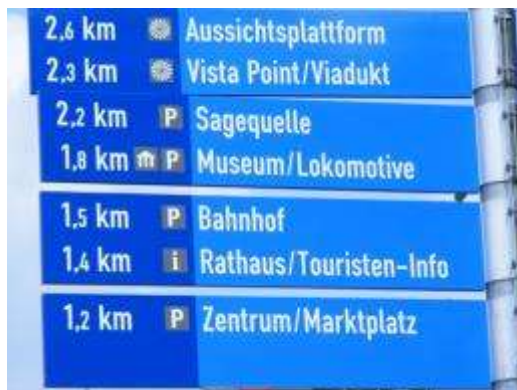 2,6 km Aussichtsplattform
2,3 km Vista Point/Viadukt
2,2 km P Sagequelle
1,8 km P Museum/Lokomotive
1,5 km P Bahnhof
1,4 km i Rathaus/Touristen-Info
1,2 km P Zentrum/Marktplatz